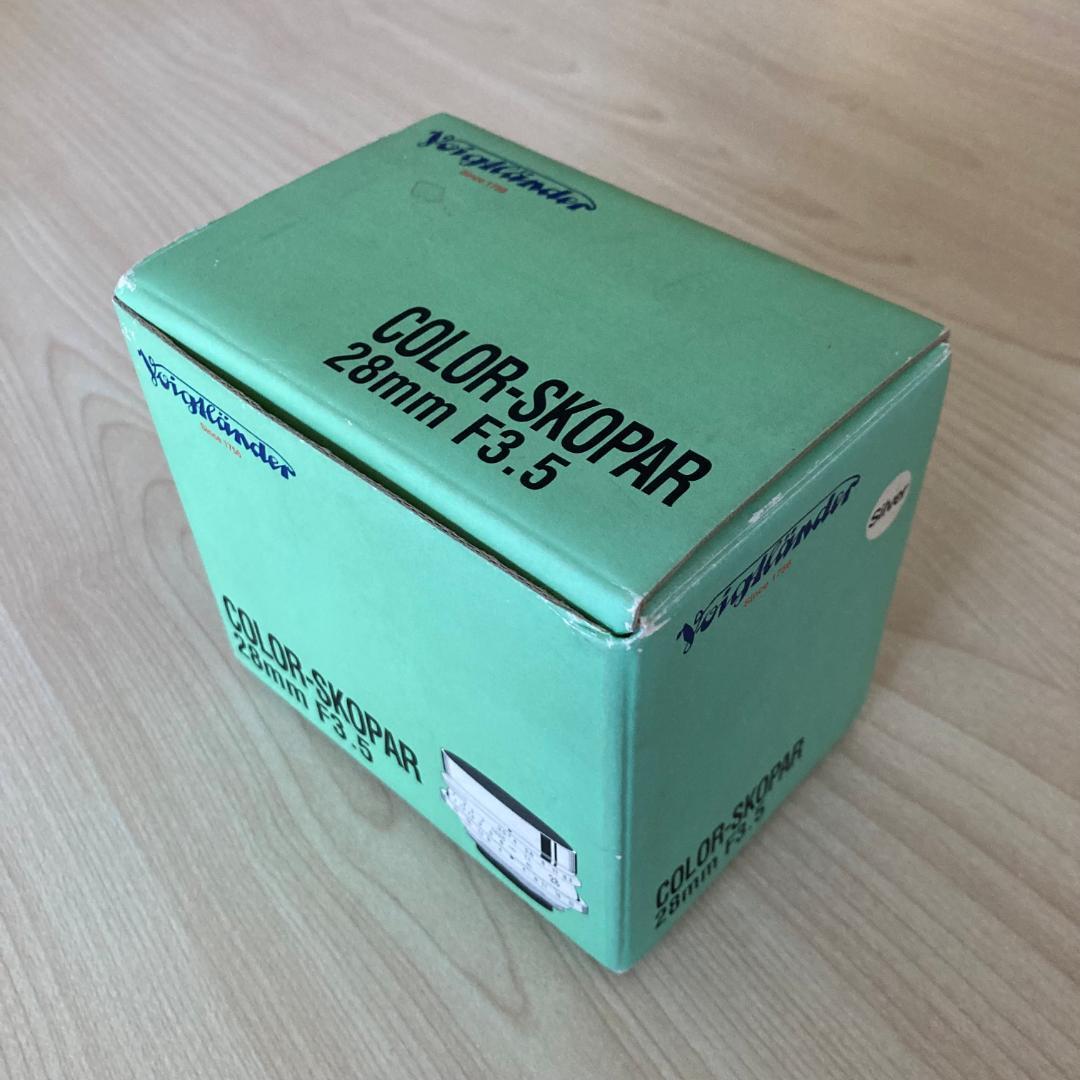 Voigtländer
Since 1756
COLOR-SKOPAR
28mm F3.5
Voigtländer
Since 1756
COLOR-SKOPAR
28mm F3.5
Voigtländer
Since 1756
Silver
COLOR-SKOPAR
28mm F3.5